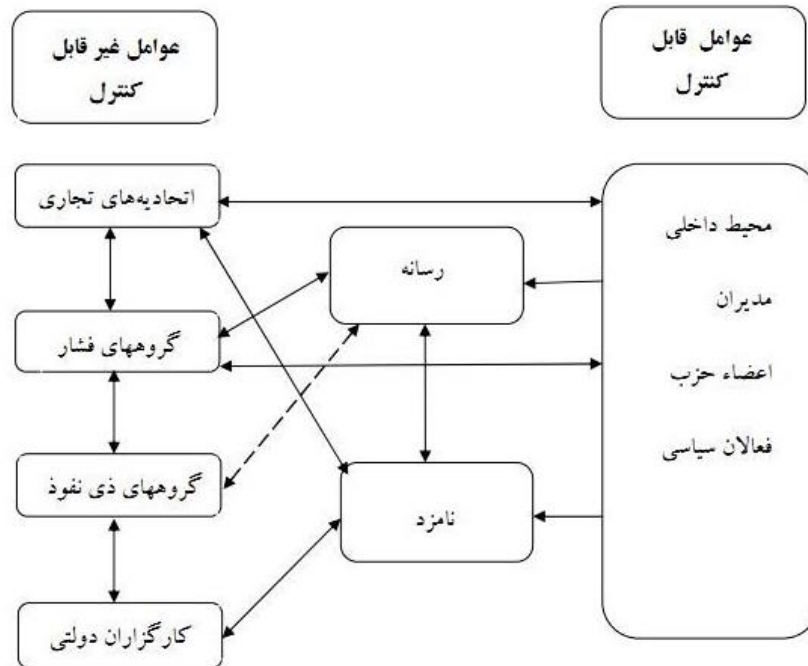 عوامل قابل
کنترل
عوامل غیر قابل
کنترل
محیط داخلی
مدیران
اعضاء حزب
فعالان سیاسی
رسانه
نامزد
اتحادیه‌های تجاری
گروههای فشار
گروههای ذی نفوذ
کارگزاران دولتی